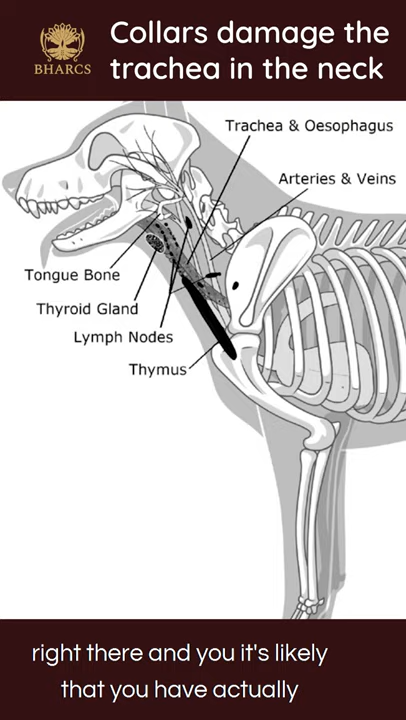 Collars damage the
trachea in the neck
BHARCS
Trachea & Oesophagus
Arteries & Veins
Tongue Bone
Thyroid Gland
Lymph Nodes
Thymus
right there and you it's likely
that you have actually